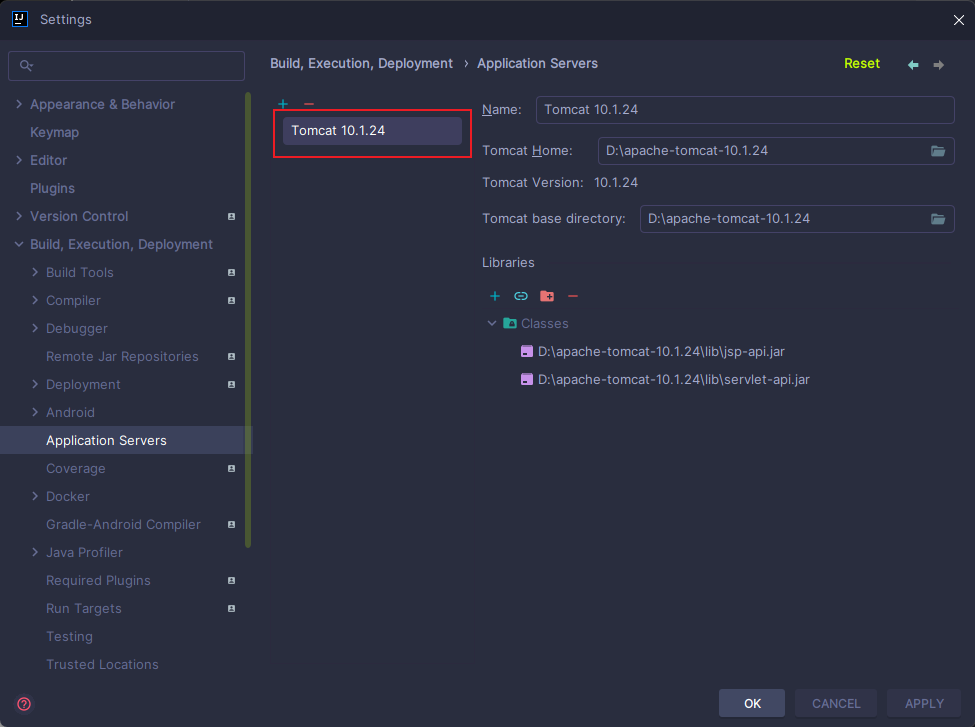 Settings
Build, Execution, Deployment › Application Servers
Reset
Appearance & Behavior
Keymap
Editor
Plugins
Version Control
Build, Execution, Deployment
Build Tools
Compiler
Debugger
Remote Jar Repositories
Deployment
Android
Application Servers
Coverage
Docker
Gradle-Android Compiler
Java Profiler
Required Plugins
Run Targets
Testing
Trusted Locations
Tomcat 10.1.24
Name: Tomcat 10.1.24
Tomcat Home: D:\apache-tomcat-10.1.24
Tomcat Version: 10.1.24
Tomcat base directory: D:\apache-tomcat-10.1.24
Libraries
Classes
D:\apache-tomcat-10.1.24\lib\jsp-api.jar
D:\apache-tomcat-10.1.24\lib\servlet-api.jar
OK
CANCEL
APPLY